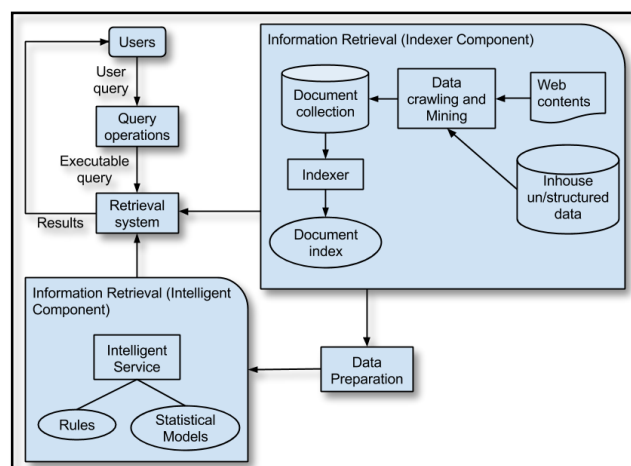 Users
User
query
Query
operations
Executable
query
Retrieval
system
Results
Information Retrieval (Indexer Component)
Document
collection
Data
crawling and
Mining
Web
contents
Indexer
Inhouse
un/structured
data
Document
index
Information Retrieval (Intelligent
Component)
Intelligent
Service
Rules
Statistical
Models
Data
Preparation